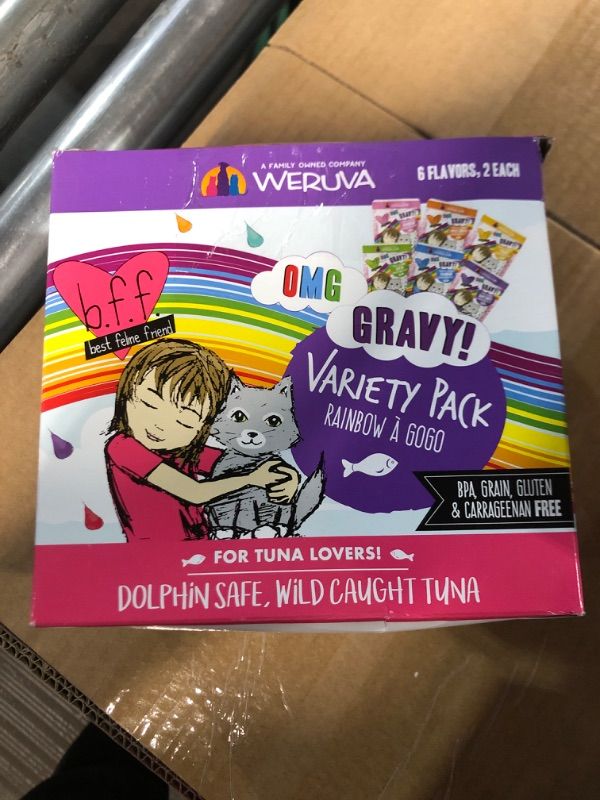 A FAMILY OWNED COMPANY
WERUVA
6 FLAVORS, 2 EACH
b.f.f.
best feline friend
OMG
GRAVY!
VARIETY PACK
RAINBOW À GOGO
BPA, GRAIN, GLUTEN
& CARRAGEENAN FREE
FOR TUNA LOVERS!
DOLPHIN SAFE, WILD CAUGHT TUNA